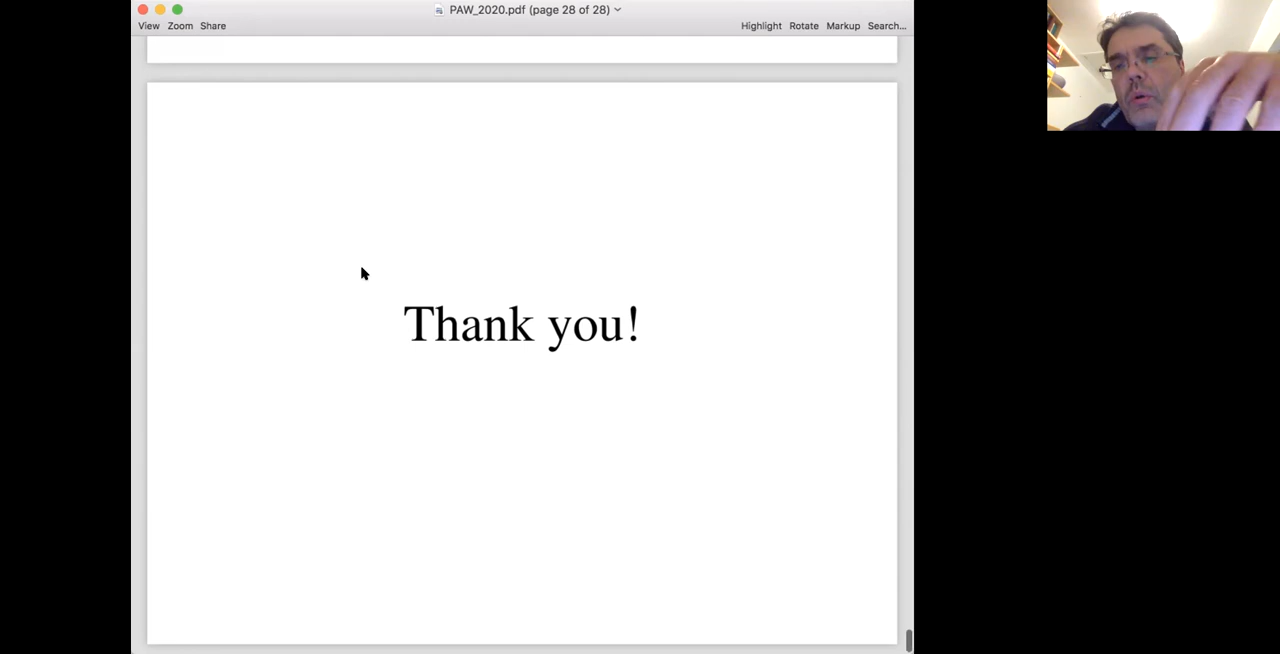 PAW_2020.pdf (page 28 of 28)
View Zoom Share Highlight Rotate Markup Search...
Thank you!